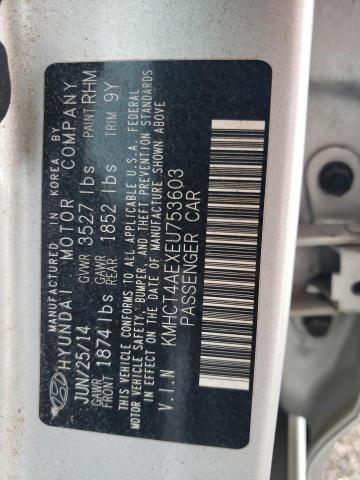 MANUFACTURED IN KOREA BY
HYUNDAI MOTOR COMPANY
JUN/25/14 GVWR 3527 lbs PAINT RHM
GAWR FRONT 1874 lbs GAWR REAR 1852 lbs TRIM 9Y
THIS VEHICLE CONFORMS TO ALL APPLICABLE U.S.A. FEDERAL
MOTOR VEHICLE SAFETY, BUMPER, AND THEFT PREVENTION STANDARDS
IN EFFECT ON THE DATE OF MANUFACTURE SHOWN ABOVE.
V.I.N KMHCT4AEXEU753603
PASSENGER CAR